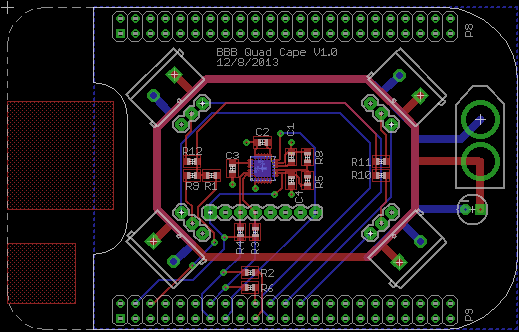 P8
BBB Quad Cape V1.0
12/8/2013
C2
C1
R12
C3
R8
R11
R9
R1
R5
R10
C4
R4
R3
R2
R6
P9